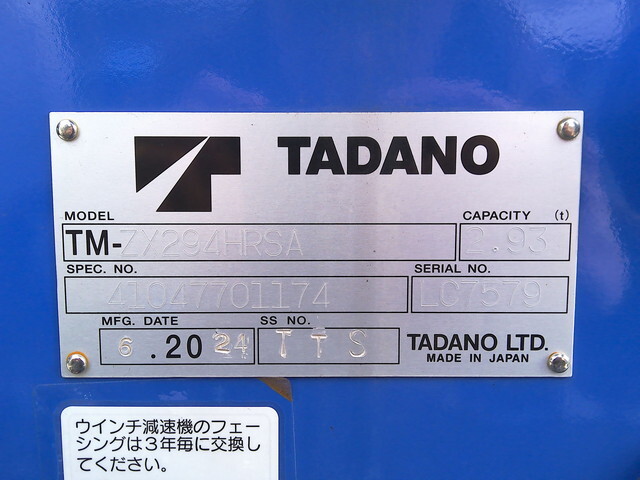 TADANO
MODEL CAPACITY (t)
TM-ZX294HRSA 2.93
SPEC. NO. SERIAL NO.
41047701174 LC7579
MFG. DATE SS NO.
6.2024 TTS TADANO LTD.
MADE IN JAPAN
ウインチ減速機のフェー
シングは3年毎に交換し
てください。